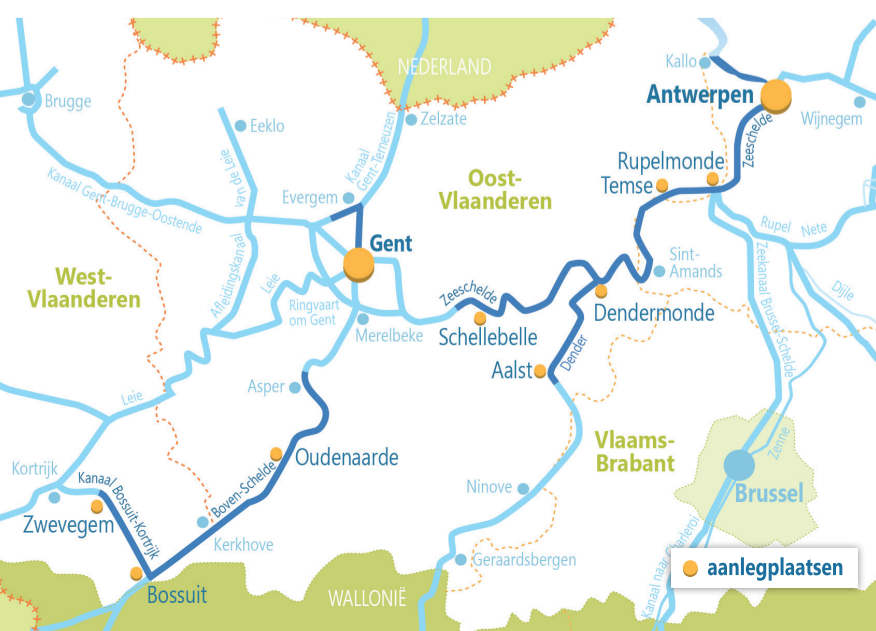 NEDERLAND
Kallo
Antwerpen
Brugge
Zelzate
Wijnegem
Eeklo
Kanaal
Gent-Terneuzen
Zeeschelde
Rupelmonde
Temse
Oost-
Vlaanderen
Evergem
Kanaal Gent-Brugge-Oostende
Afleidingskanaal
van de Leie
Gent
Rupel
Nete
Sint-
Amands
West-
Vlaanderen
Leie
Ringvaart
om Gent
Zeeschelde
Dijle
Merelbeke
Schellebelle
Dendermonde
Zeekanaal Brussel-Schelde
Dender
Aalst
Asper
Leie
Vlaams-
Brabant
Zenne
Kortrijk
Oudenaarde
Kanaal Bossuit-Kortrijk
Boven-Schelde
Ninove
Brussel
Zwevegem
Kerkhove
Geraardsbergen
Kanaal naar Charleroi
aanlegplaatsen
Bossuit
WALLONIË